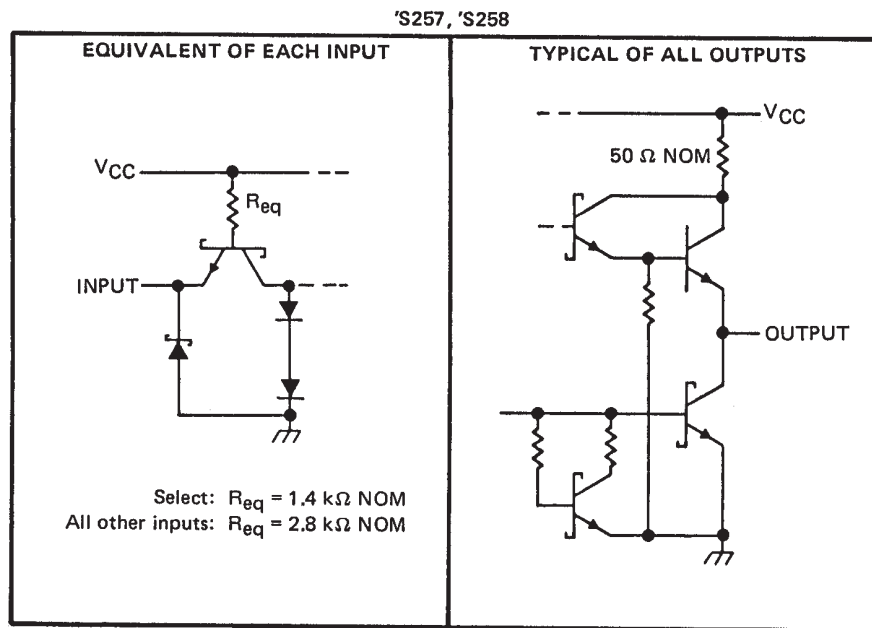 'S257, 'S258
EQUIVALENT OF EACH INPUT
VCC
Req
INPUT
Select: Req = 1.4 kΩ NOM
All other inputs: Req = 2.8 kΩ NOM
TYPICAL OF ALL OUTPUTS
VCC
50 Ω NOM
OUTPUT